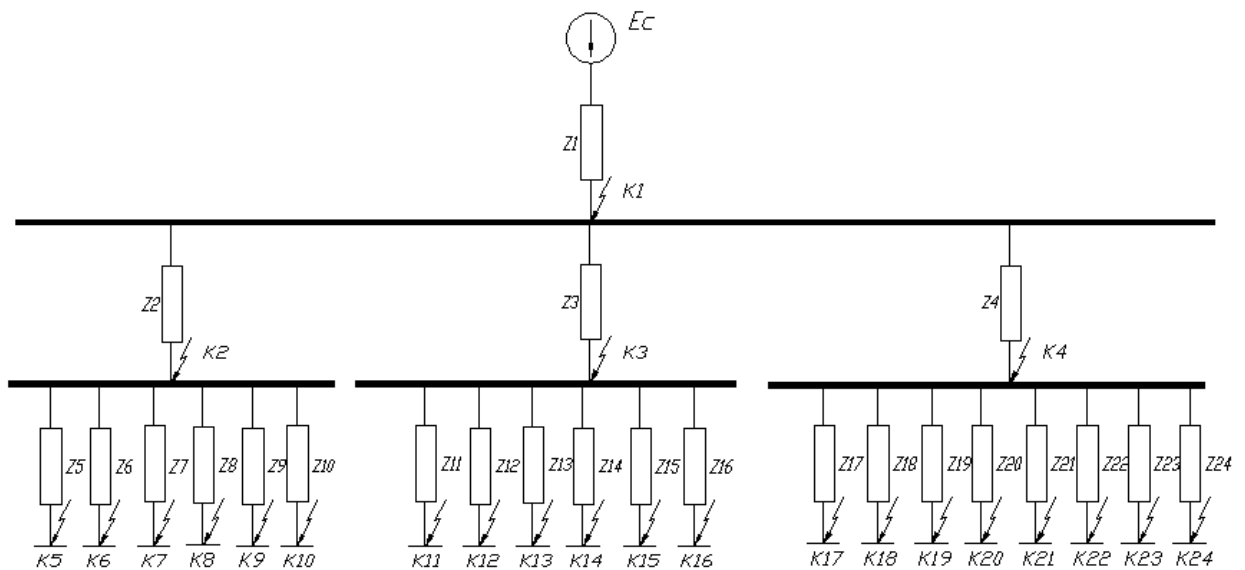 Ec
Z1
K1
Z2 Z3 Z4
K2 K3 K4
Z5 Z6 Z7 Z8 Z9 Z10 Z11 Z12 Z13 Z14 Z15 Z16 Z17 Z18 Z19 Z20 Z21 Z22 Z23 Z24
K5 K6 K7 K8 K9 K10 K11 K12 K13 K14 K15 K16 K17 K18 K19 K20 K21 K22 K23 K24